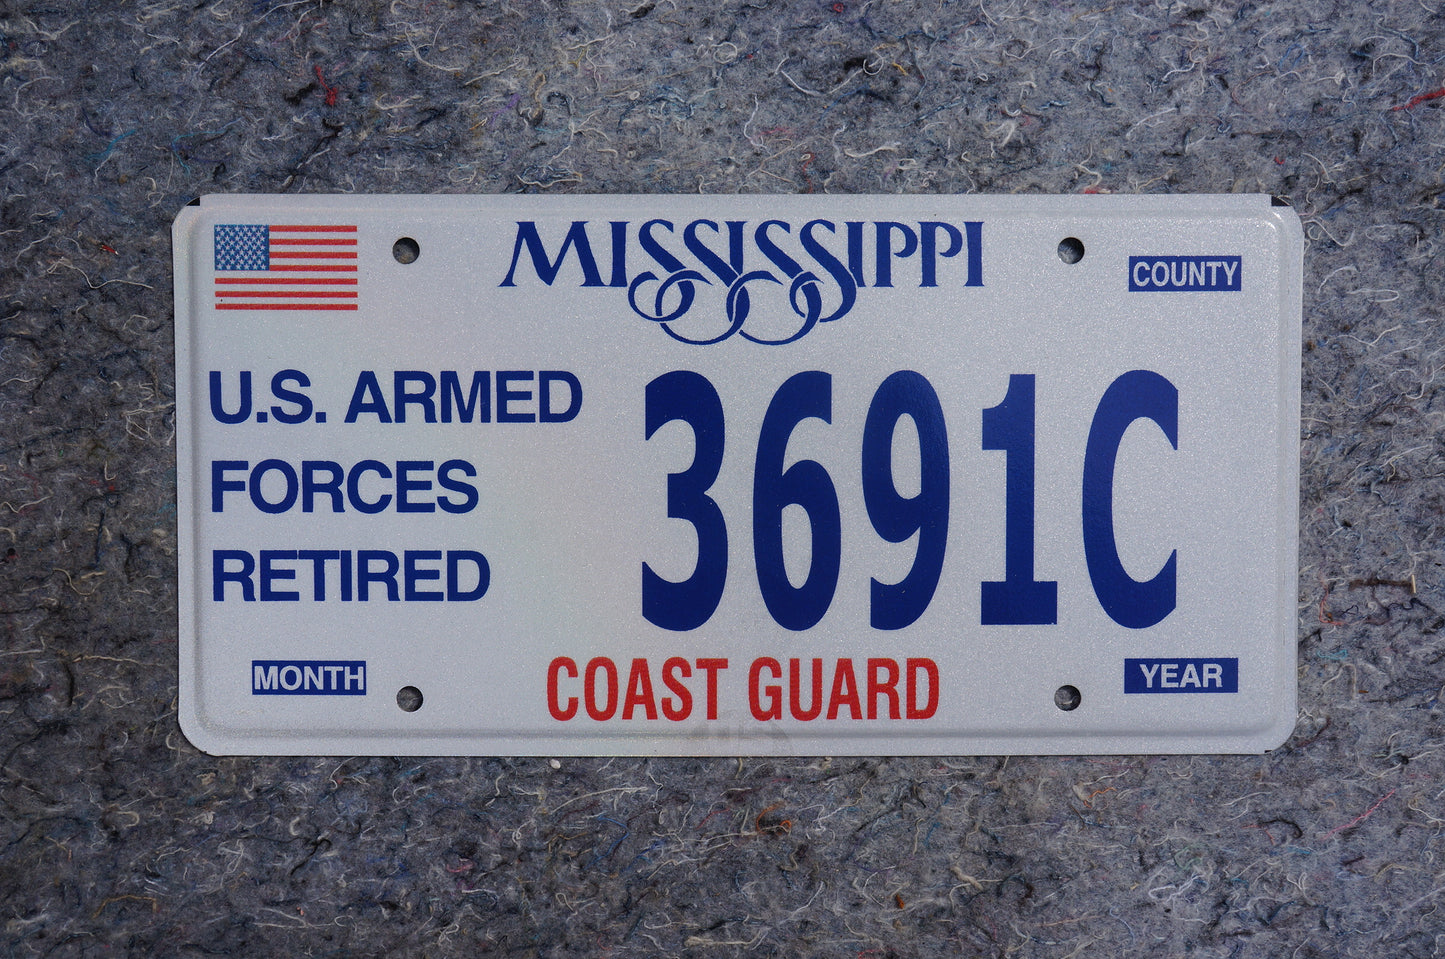 MISSISSIPPI
COUNTY
U.S. ARMED
FORCES
RETIRED
3691C
MONTH
COAST GUARD
YEAR